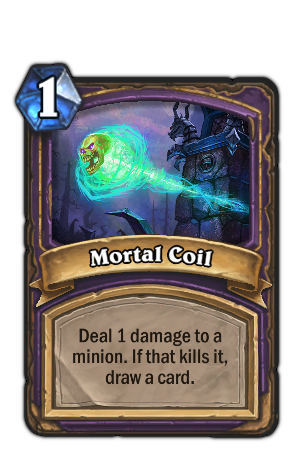 1
Mortal Coil
Deal 1 damage to a
minion. If that kills it,
draw a card.